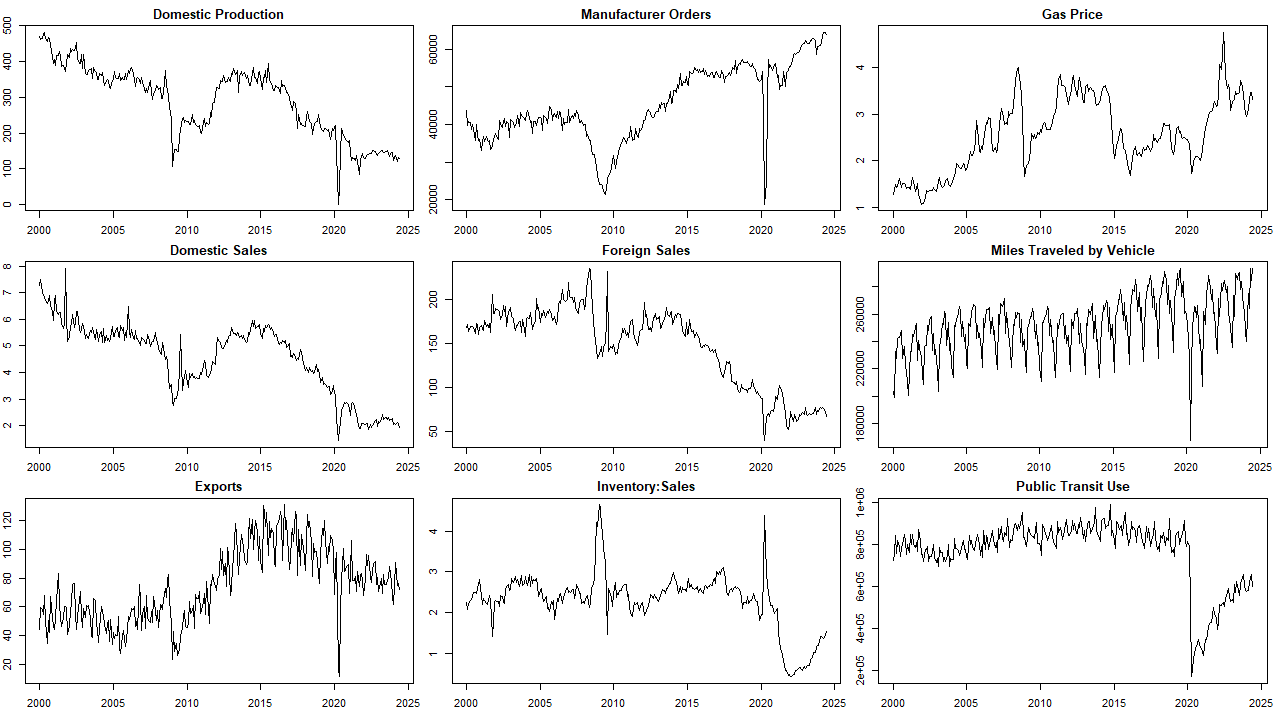 Domestic Production
500
400
300
200
100
0
2000 2005 2010 2015 2020 2025
Manufacturer Orders
60000
40000
20000
2000 2005 2010 2015 2020 2025
Gas Price
4
3
2
1
2000 2005 2010 2015 2020 2025
Domestic Sales
8
7
6
5
4
3
2
2000 2005 2010 2015 2020 2025
Foreign Sales
200
150
100
50
2000 2005 2010 2015 2020 2025
Miles Traveled by Vehicle
260000
220000
180000
2000 2005 2010 2015 2020 2025
Exports
120
100
80
60
40
20
2000 2005 2010 2015 2020 2025
Inventory:Sales
4
3
2
1
2000 2005 2010 2015 2020 2025
Public Transit Use
1e+06
8e+05
6e+05
4e+05
2e+05
2000 2005 2010 2015 2020 2025